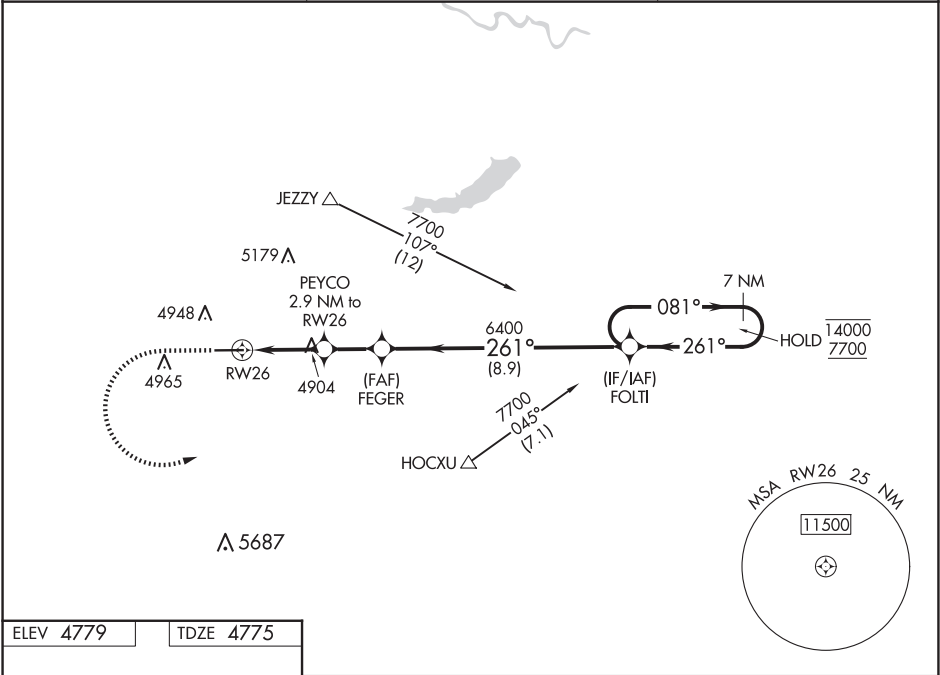 JEZZY
7700
107°
(12)
5179
PEYCO
2.9 NM to
RW26
7 NM
4948
081°
6400
261°
(8.9)
261°
HOLD
14000
7700
4965
RW26
4904
(FAF)
FEGER
(IF/IAF)
FOLTI
7700
045°
(7.1)
HOCXU
MSA RW26 25 NM
11500
5687
ELEV 4779
TDZE 4775